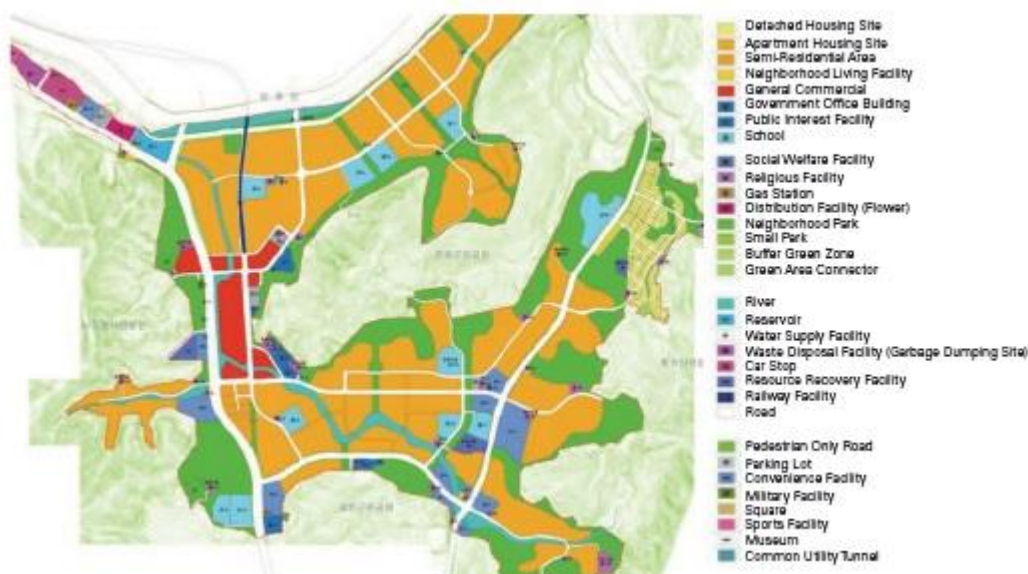 Detached Housing Site
Apartment Housing Site
Semi-Residential Area
Neighborhood Living Facility
General Commercial
Government Office Building
Public Interest Facility
School
Social Welfare Facility
Religious Facility
Gas Station
Distribution Facility (Flower)
Neighborhood Park
Small Park
Buffer Green Zone
Green Area Connector
River
Reservoir
Water Supply Facility
Waste Disposal Facility (Garbage Dumping Site)
Car Stop
Resource Recovery Facility
Railway Facility
Road
Pedestrian Only Road
Parking Lot
Convenience Facility
Military Facility
Square
Sports Facility
Museum
Common Utility Tunnel